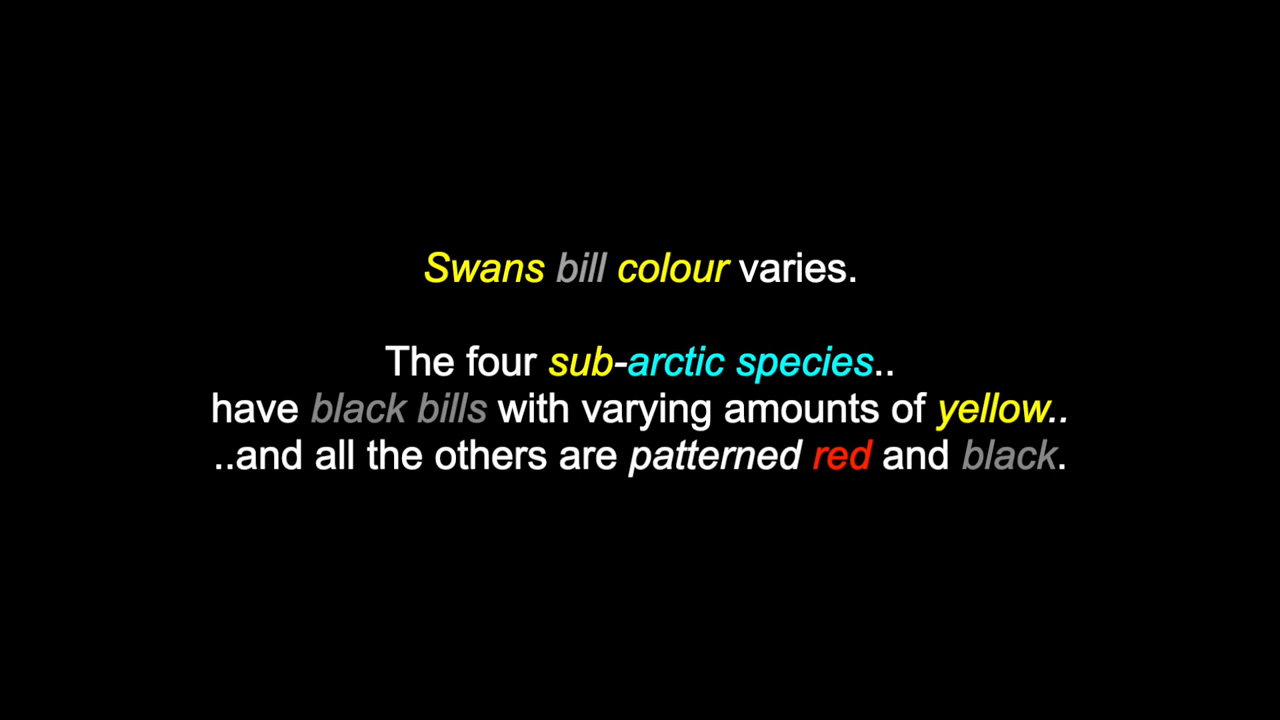 Swans bill colour varies.
The four sub-arctic species..
have black bills with varying amounts of yellow..
..and all the others are patterned red and black.